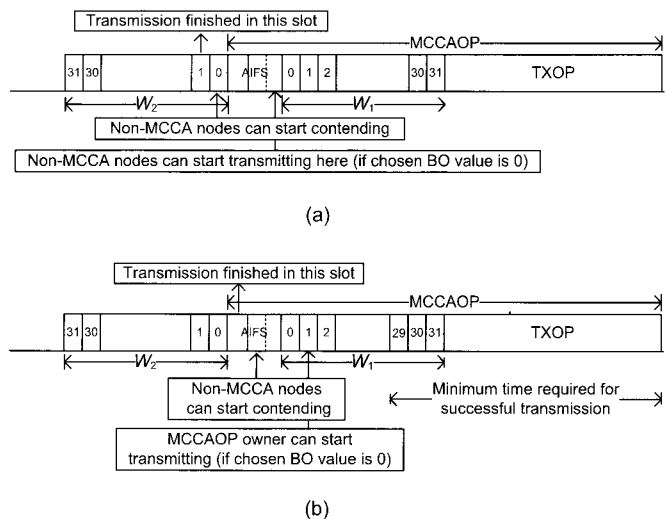 Transmission finished in this slot
MCCAOP
31 30 1 0 AIFS 0 1 2 30 31 TXOP
W2 W1
Non-MCCA nodes can start contending
Non-MCCA nodes can start transmitting here (if chosen BO value is 0)
(a)
Transmission finished in this slot
MCCAOP
31 30 1 0 AIFS 0 1 2 29 30 31 TXOP
W2 W1
Non-MCCA nodes
can start contending
Minimum time required for
successful transmission
MCCAOP owner can start
transmitting (if chosen BO value is 0)
(b)